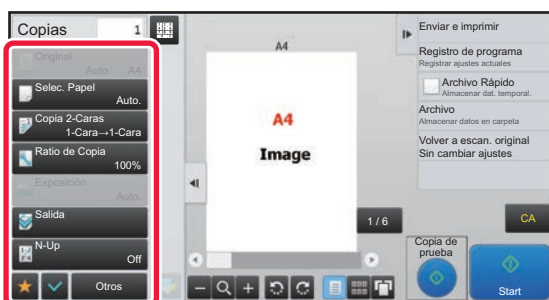 Copias 1
Original
Auto. A4
Selec. Papel
Auto.
Copia 2-Caras
1-Cara→1-Cara
Ratio de Copia
100%
Exposición
Auto.
Salida
N-Up
Off
Otros
A4
A4
Image
1 / 6
Enviar e imprimir
Registro de programa
Registrar ajustes actuales
Archivo Rápido
Almacenar dat. temporal.
Archivo
Almacenar datos en carpeta
Volver a escan. original
Sin cambiar ajustes
CA
Copia de
prueba
Start